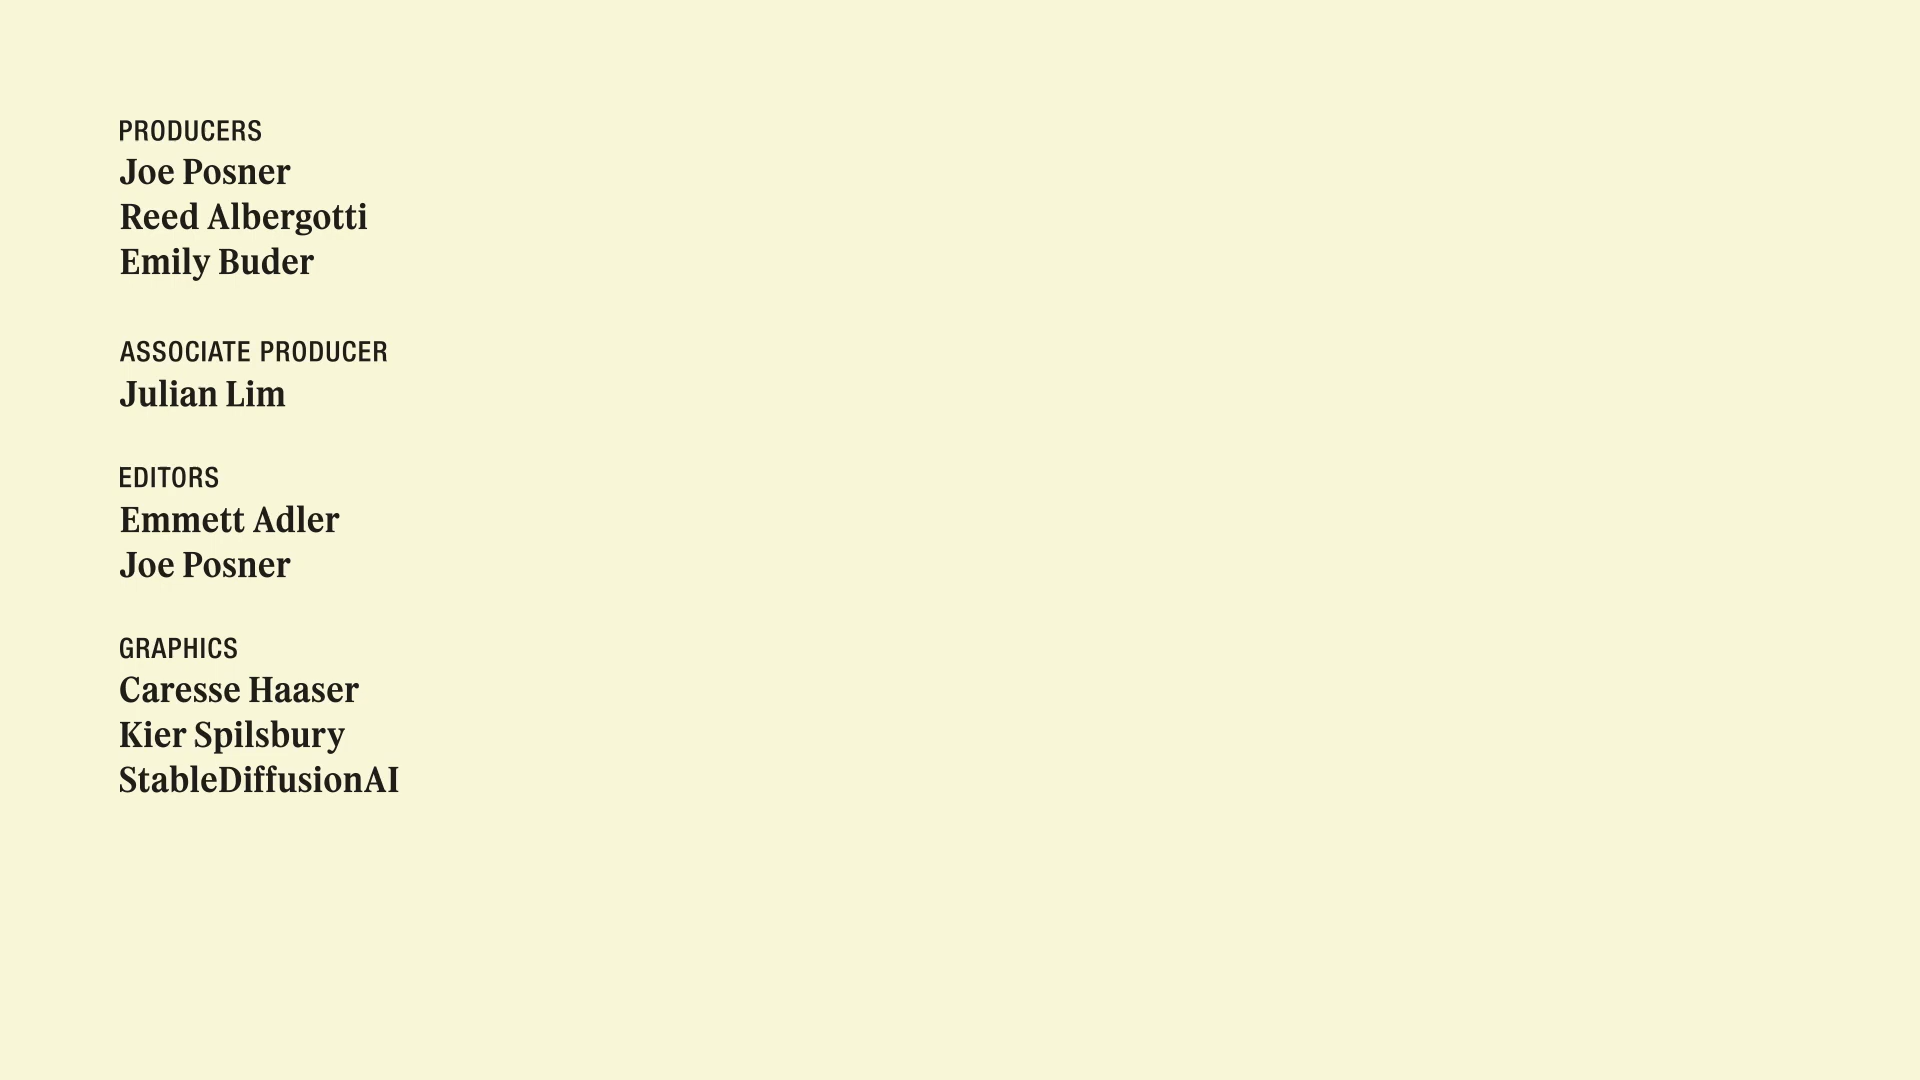 PRODUCERS
Joe Posner
Reed Albergotti
Emily Buder
ASSOCIATE PRODUCER
Julian Lim
EDITORS
Emmett Adler
Joe Posner
GRAPHICS
Caresse Haaser
Kier Spilsbury
StableDiffusionAI